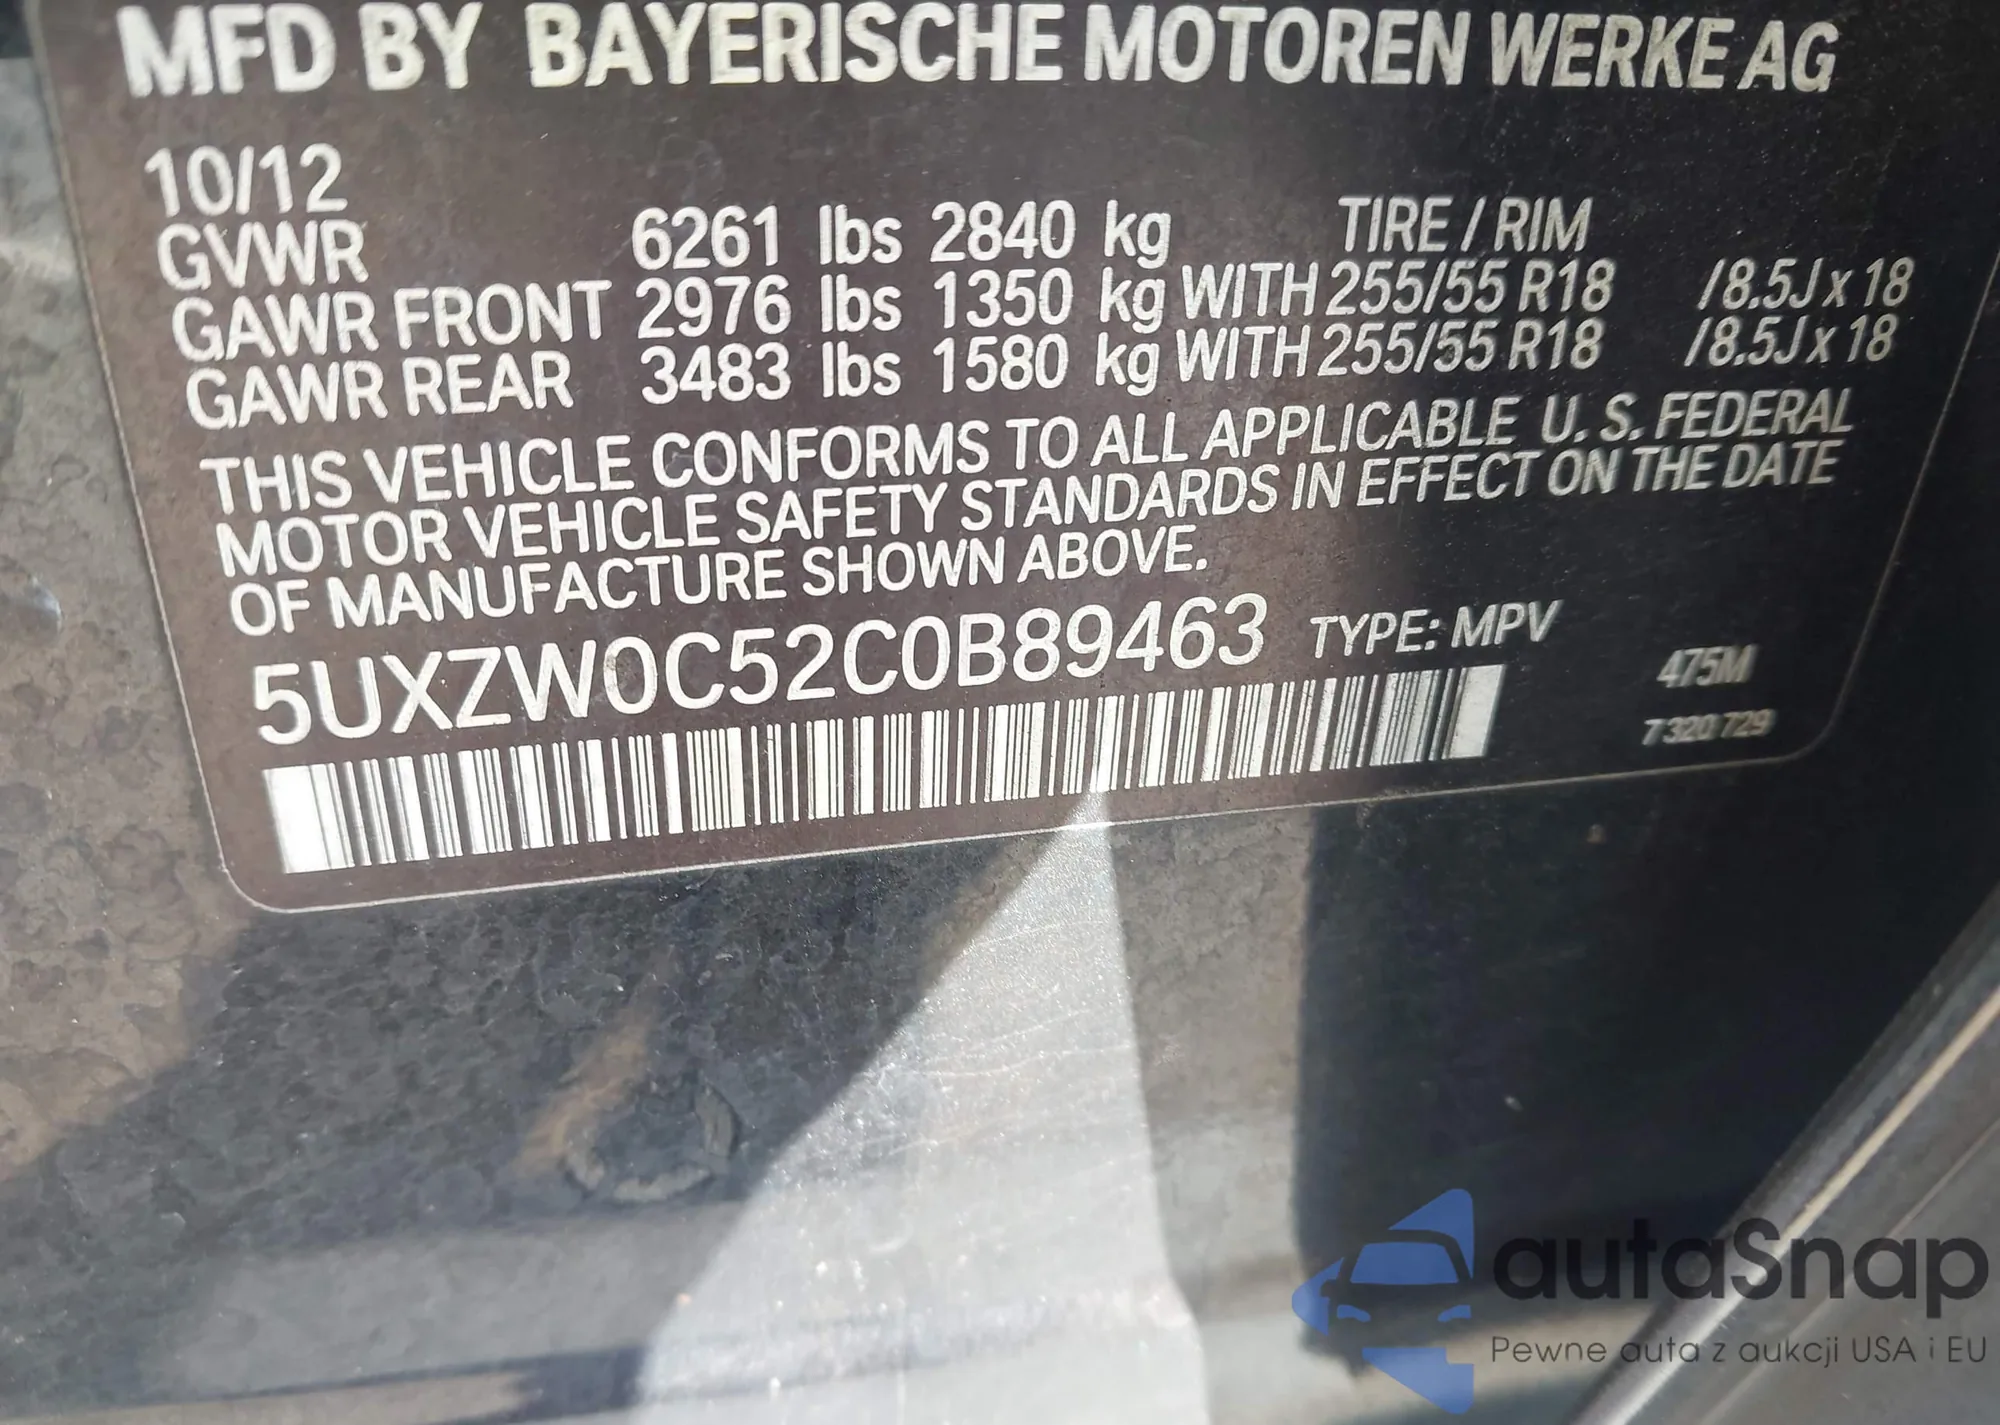 MFD BY BAYERISCHE MOTOREN WERKE AG
10/12
GVWR 6261 lbs 2840 kg TIRE / RIM
GAWR FRONT 2976 lbs 1350 kg WITH 255/55 R18 /8.5J x 18
GAWR REAR 3483 lbs 1580 kg WITH 255/55 R18 /8.5J x 18
THIS VEHICLE CONFORMS TO ALL APPLICABLE U. S. FEDERAL
MOTOR VEHICLE SAFETY STANDARDS IN EFFECT ON THE DATE
OF MANUFACTURE SHOWN ABOVE.
5UXZW0C52C0B89463 TYPE: MPV
475M
7 320 729
autaSnap
Pewne auta z aukcji USA i EU